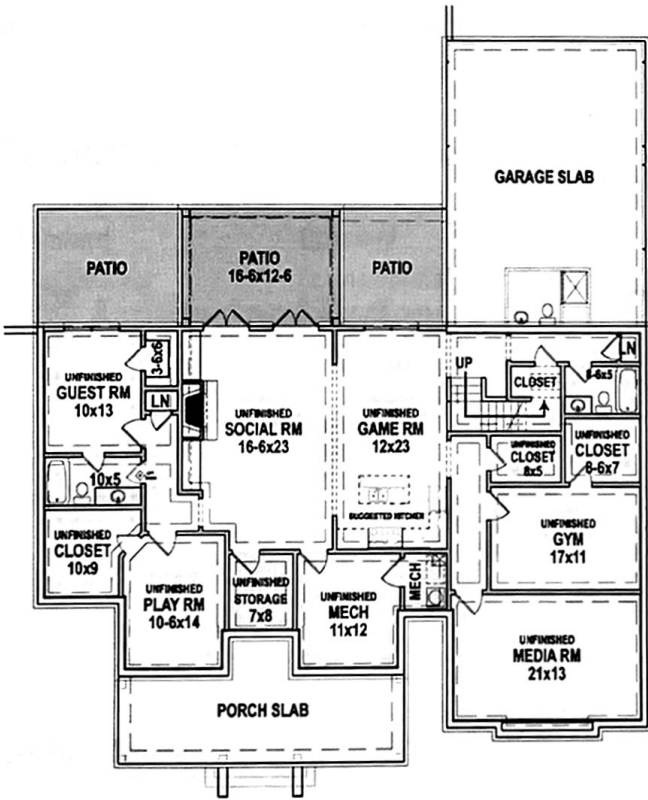 GARAGE SLAB
PATIO
PATIO
16-6x12-6
PATIO
UNFINISHED
GUEST RM
10x13
3-6x6
LN
UNFINISHED
SOCIAL RM
16-6x23
UNFINISHED
GAME RM
12x23
UP
CLOSET
LN
UNFINISHED
CLOSET
8x5
UNFINISHED
CLOSET
8-6x7
10x5
SUGGESTED KITCHEN
UNFINISHED
GYM
17x11
UNFINISHED
CLOSET
10x9
UNFINISHED
PLAY RM
10-6x14
UNFINISHED
STORAGE
7x8
UNFINISHED
MECH
11x12
MECH.
UNFINISHED
MEDIA RM
21x13
PORCH SLAB